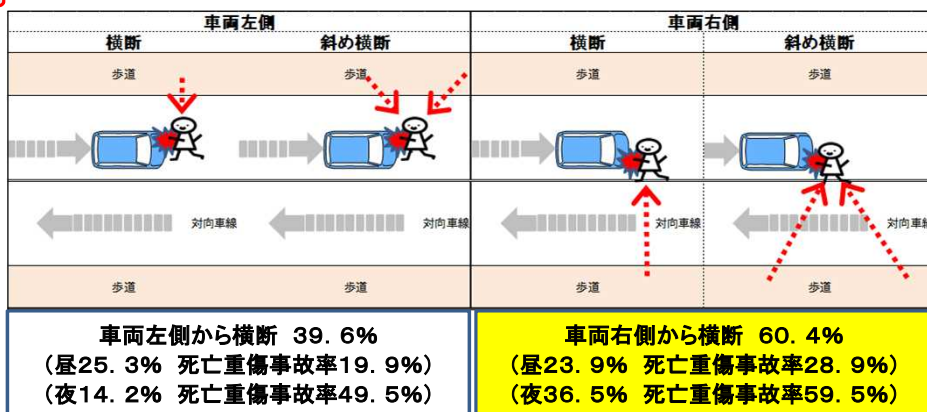 車両左側
車両右側
横断
斜め横断
横断
斜め横断
歩道
歩道
歩道
歩道
対向車線
対向車線
対向車線
対向車線
歩道
歩道
歩道
歩道
車両左側から横断 39.6%
(昼25.3% 死亡重傷事故率19.9%)
(夜14.2% 死亡重傷事故率49.5%)
車両右側から横断 60.4%
(昼23.9% 死亡重傷事故率28.9%)
(夜36.5% 死亡重傷事故率59.5%)